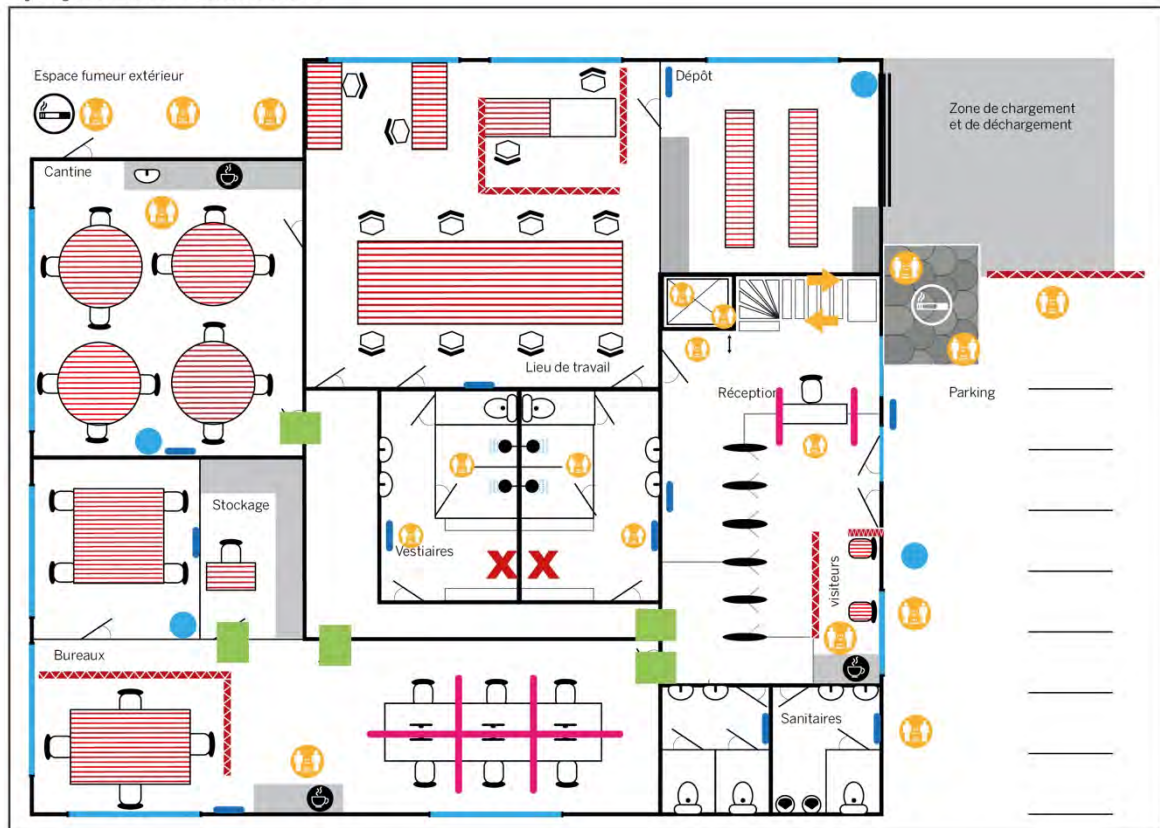 Espace fumeur extérieur
Dépôt
Zone de chargement
et de déchargement
Cantine
Lieu de travail
Réception
Parking
Stockage
Vestiaires
visiteurs
Bureaux
Sanitaires